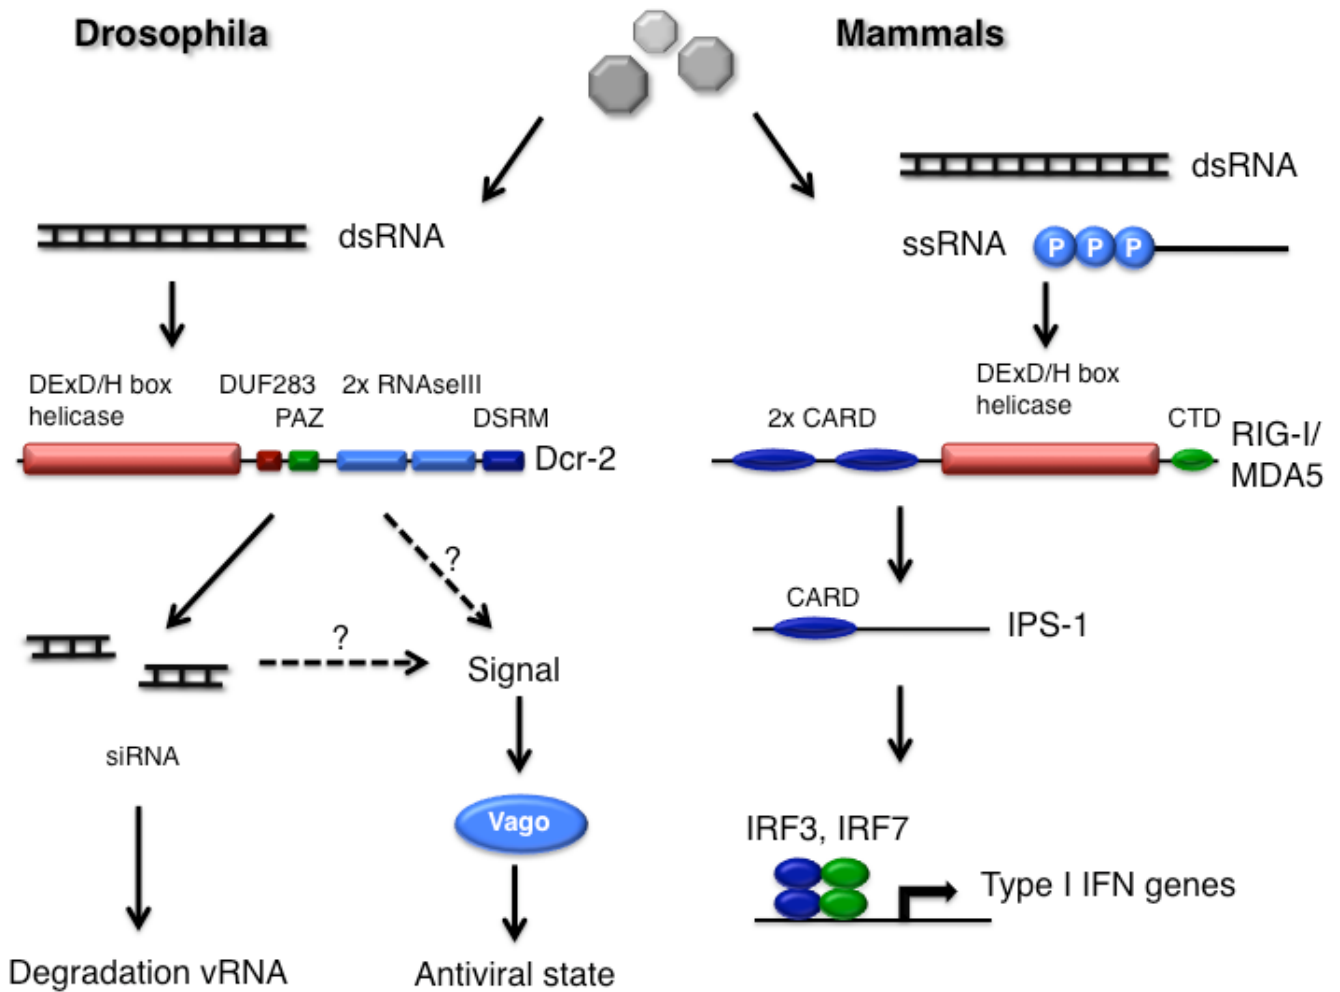 Drosophila
Mammals
dsRNA
dsRNA
ssRNA
P P P
DExD/H box
helicase
DUF283
PAZ
2x RNAseIII
DSRM
Dcr-2
2x CARD
DExD/H box
helicase
CTD
RIG-I/
MDA5
?
?
Signal
siRNA
Vago
Degradation vRNA
Antiviral state
CARD
IPS-1
IRF3, IRF7
Type I IFN genes